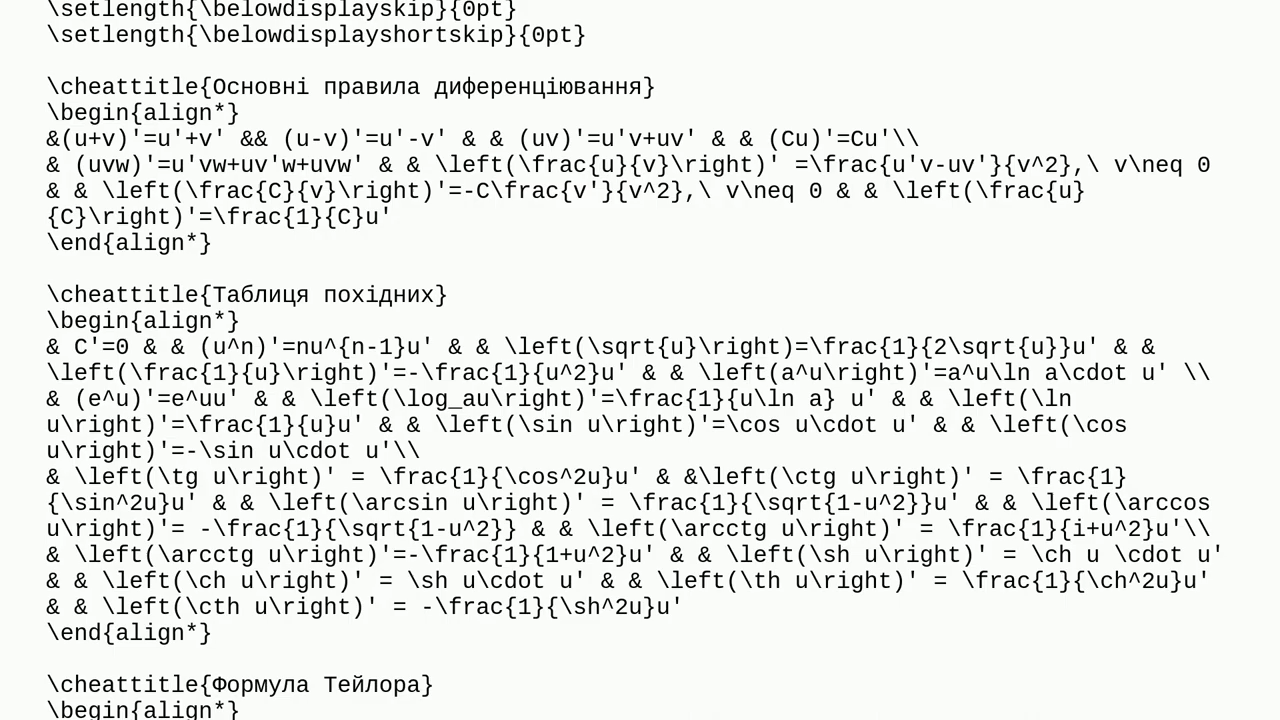 \setlength{\belowdisplayskip}{0pt}
\setlength{\belowdisplayshortskip}{0pt}
\cheattitle{Основні правила диференціювання}
\begin{align*}
&(u+v)'=u'+v' && (u-v)'=u'-v' & & (uv)'=u'v+uv' & & (Cu)'=Cu'\\
& (uvw)'=u'vw+uv'w+uvw' & & \left(\frac{u}{v}\right)' =\frac{u'v-uv'}{v^2},\ v\neq 0
& & \left(\frac{C}{v}\right)'=-C\frac{v'}{v^2},\ v\neq 0 & & \left(\frac{u}
{C}\right)'=\frac{1}{C}u'
\end{align*}
\cheattitle{Таблиця похідних}
\begin{align*}
& C'=0 & & (u^n)'=nu^{n-1}u' & & \left(\sqrt{u}\right)=\frac{1}{2\sqrt{u}}u' & &
\left(\frac{1}{u}\right)'=-\frac{1}{u^2}u' & & \left(a^u\right)'=a^u\ln a\cdot u' \\
& (e^u)'=e^uu' & & \left(\log_au\right)'=\frac{1}{u\ln a} u' & & \left(\ln
u\right)'=\frac{1}{u}u' & & \left(\sin u\right)'=\cos u\cdot u' & & \left(\cos
u\right)'=-\sin u\cdot u'\\
& \left(\tg u\right)' = \frac{1}{\cos^2u}u' & &\left(\ctg u\right)' = \frac{1}
{\sin^2u}u' & & \left(\arcsin u\right)' = \frac{1}{\sqrt{1-u^2}}u' & & \left(\arccos
u\right)'= -\frac{1}{\sqrt{1-u^2}} & & \left(\arcctg u\right)' = \frac{1}{i+u^2}u'\\
& \left(\arcctg u\right)'=-\frac{1}{1+u^2}u' & & \left(\sh u\right)' = \ch u \cdot u'
& & \left(\ch u\right)' = \sh u\cdot u' & & \left(\th u\right)' = \frac{1}{\ch^2u}u'
& & \left(\cth u\right)' = -\frac{1}{\sh^2u}u'
\end{align*}
\cheattitle{Формула Тейлора}
\begin{align*}